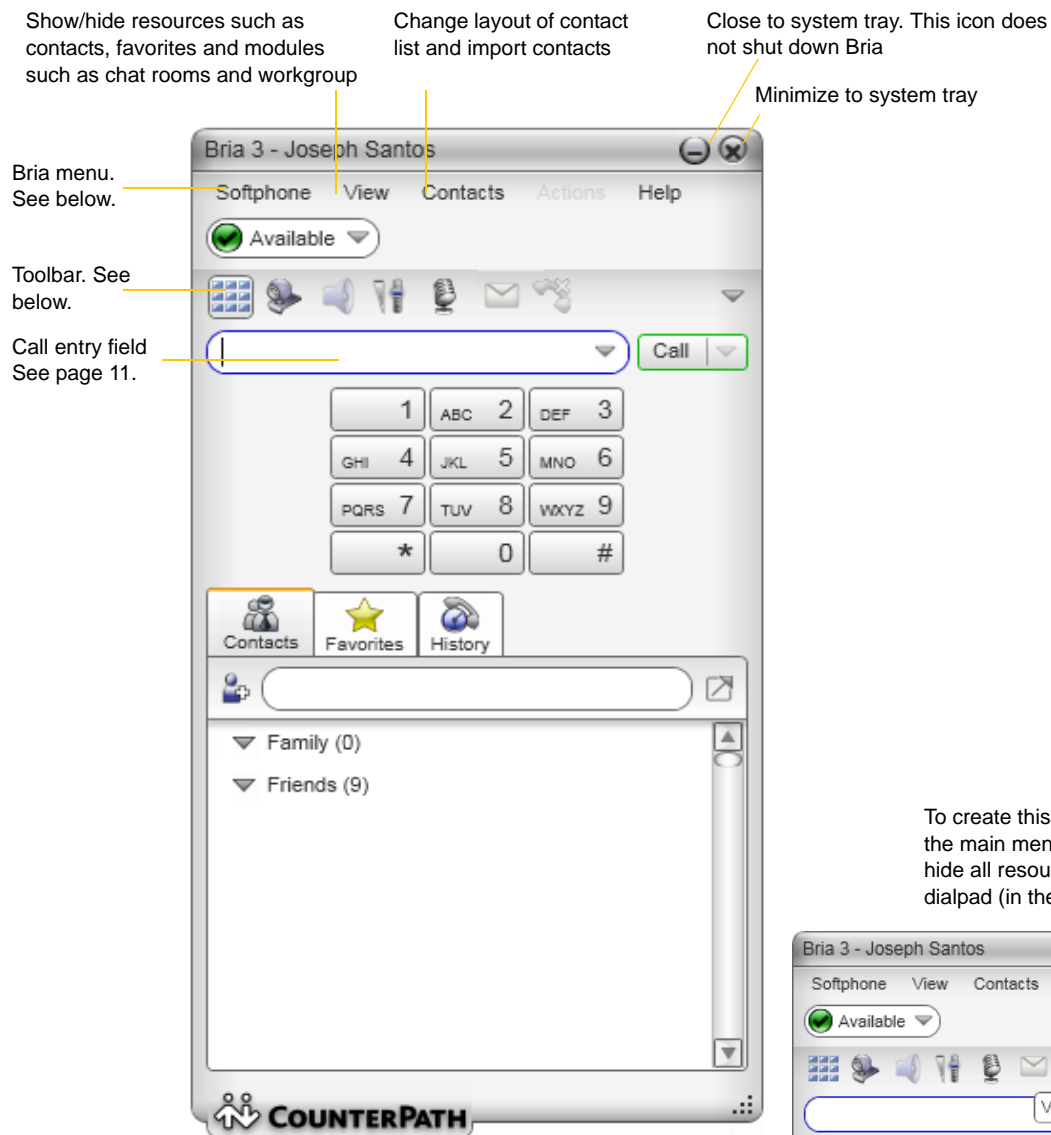 Show/hide resources such as
contacts, favorites and modules
such as chat rooms and workgroup
Change layout of contact
list and import contacts
Close to system tray. This icon does
not shut down Bria
Minimize to system tray
Bria 3 - Joseph Santos
Bria menu.
See below.
Softphone View Contacts Actions Help
Available
Toolbar. See
below.
Call entry field
See page 11.
Call
1 ABC 2 DEF 3
GHI 4 JKL 5 MNO 6
PQRS 7 TUV 8 WXYZ 9
* 0 #
Contacts Favorites History
Family (0)
Friends (9)
COUNTERPATH
To create this
the main men
hide all resou
dialpad (in the
Bria 3 - Joseph Santos
Softphone View Contacts
Available
V